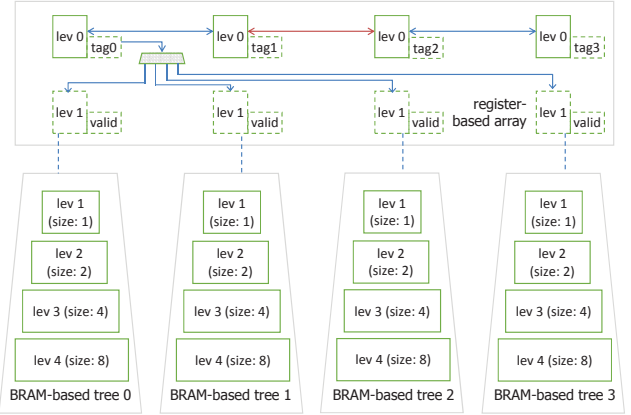 lev 0 lev 0 lev 0 lev 0
tag0 tag1 tag2 tag3
lev 1 lev 1 lev 1 register- lev 1
valid valid valid based array valid
lev 1 lev 1 lev 1 lev 1
(size: 1) (size: 1) (size: 1) (size: 1)
lev 2 lev 2 lev 2 lev 2
(size: 2) (size: 2) (size: 2) (size: 2)
lev 3 (size: 4) lev 3 (size: 4) lev 3 (size: 4) lev 3 (size: 4)
lev 4 (size: 8) lev 4 (size: 8) lev 4 (size: 8) lev 4 (size: 8)
BRAM-based tree 0 BRAM-based tree 1 BRAM-based tree 2 BRAM-based tree 3